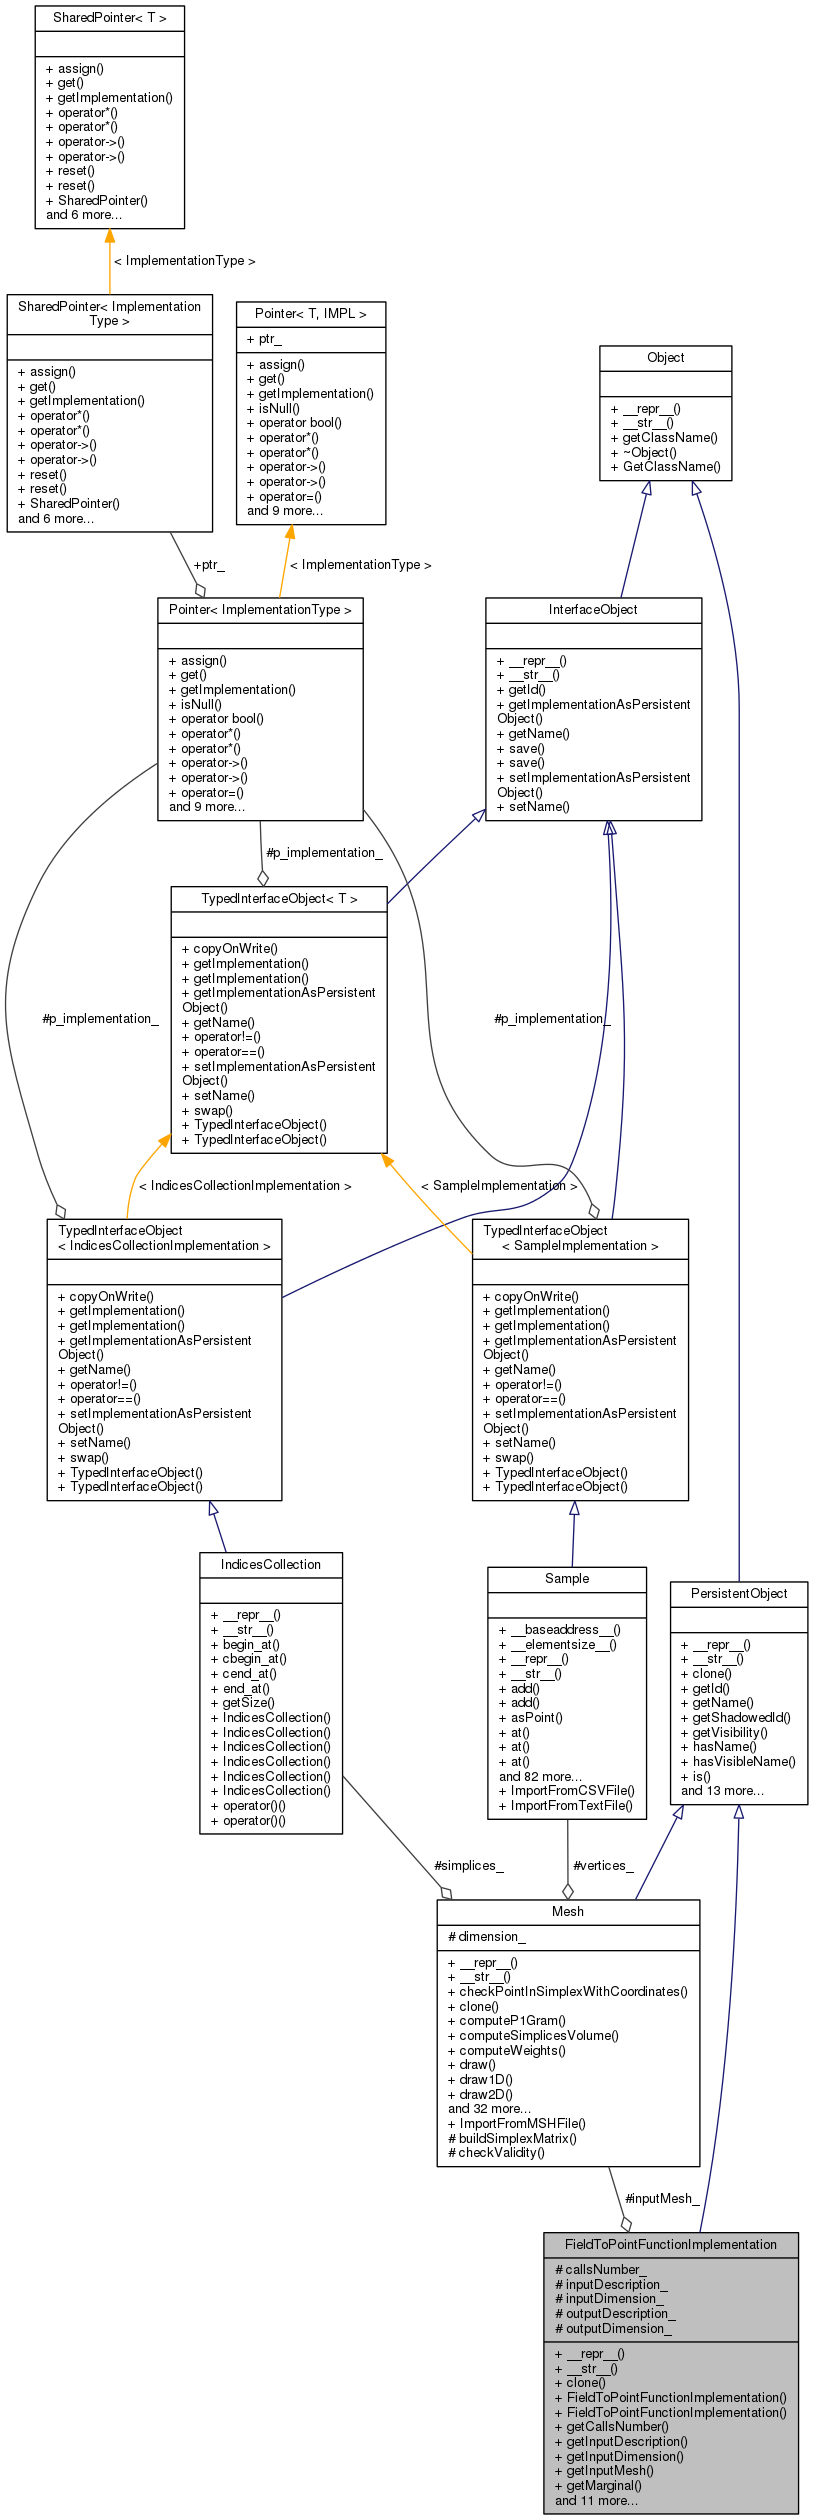 SharedPointer< T >
+ assign()
+ get()
+ getImplementation()
+ operator*()
+ operator*()
+ operator->()
+ operator->()
+ reset()
+ reset()
+ SharedPointer()
and 6 more...
< ImplementationType >
SharedPointer< Implementation
Type >
+ assign()
+ get()
+ getImplementation()
+ operator*()
+ operator*()
+ operator->()
+ operator->()
+ reset()
+ reset()
+ SharedPointer()
and 6 more...
Pointer< T, IMPL >
+ ptr_
+ assign()
+ get()
+ getImplementation()
+ isNull()
+ operator bool()
+ operator*()
+ operator*()
+ operator->()
+ operator->()
+ operator=()
and 9 more...
Object
+ __repr__()
+ __str__()
+ getClassName()
+ ~Object()
+ GetClassName()
+ptr_
< ImplementationType >
Pointer< ImplementationType >
+ assign()
+ get()
+ getImplementation()
+ isNull()
+ operator bool()
+ operator*()
+ operator*()
+ operator->()
+ operator->()
+ operator=()
and 9 more...
InterfaceObject
+ __repr__()
+ __str__()
+ getId()
+ getImplementationAsPersistent
Object()
+ getName()
+ save()
+ save()
+ setImplementationAsPersistent
Object()
+ setName()
#p_implementation_
TypedInterfaceObject< T >
+ copyOnWrite()
+ getImplementation()
+ getImplementation()
+ getImplementationAsPersistent
Object()
+ getName()
+ operator!=()
+ operator==()
+ setImplementationAsPersistent
Object()
+ setName()
+ swap()
+ TypedInterfaceObject()
+ TypedInterfaceObject()
#p_implementation_
#p_implementation_
< IndicesCollectionImplementation >
< SampleImplementation >
TypedInterfaceObject
< IndicesCollectionImplementation >
+ copyOnWrite()
+ getImplementation()
+ getImplementation()
+ getImplementationAsPersistent
Object()
+ getName()
+ operator!=()
+ operator==()
+ setImplementationAsPersistent
Object()
+ setName()
+ swap()
+ TypedInterfaceObject()
+ TypedInterfaceObject()
TypedInterfaceObject
< SampleImplementation >
+ copyOnWrite()
+ getImplementation()
+ getImplementation()
+ getImplementationAsPersistent
Object()
+ getName()
+ operator!=()
+ operator==()
+ setImplementationAsPersistent
Object()
+ setName()
+ swap()
+ TypedInterfaceObject()
+ TypedInterfaceObject()
IndicesCollection
+ __repr__()
+ __str__()
+ begin_at()
+ cbegin_at()
+ cend_at()
+ end_at()
+ getSize()
+ IndicesCollection()
+ IndicesCollection()
+ IndicesCollection()
+ IndicesCollection()
+ IndicesCollection()
+ IndicesCollection()
+ operator()()
+ operator()()
Sample
+ __baseaddress__()
+ __elementsize__()
+ __repr__()
+ __str__()
+ add()
+ add()
+ asPoint()
+ at()
+ at()
+ at()
and 82 more...
+ ImportFromCSVFile()
+ ImportFromTextFile()
PersistentObject
+ __repr__()
+ __str__()
+ clone()
+ getId()
+ getName()
+ getShadowedId()
+ getVisibility()
+ hasName()
+ hasVisibleName()
+ is()
and 13 more...
#simplices_
#vertices_
Mesh
# dimension_
+ __repr__()
+ __str__()
+ checkPointInSimplexWithCoordinates()
+ clone()
+ computeP1Gram()
+ computeSimplicesVolume()
+ computeWeights()
+ draw()
+ draw1D()
+ draw2D()
and 32 more...
+ ImportFromMSHFile()
# buildSimplexMatrix()
# checkValidity()
#inputMesh_
FieldToPointFunctionImplementation
# callsNumber_
# inputDescription_
# inputDimension_
# outputDescription_
# outputDimension_
+ __repr__()
+ __str__()
+ clone()
+ FieldToPointFunctionImplementation()
+ FieldToPointFunctionImplementation()
+ getCallsNumber()
+ getInputDescription()
+ getInputDimension()
+ getInputMesh()
+ getMarginal()
and 11 more...